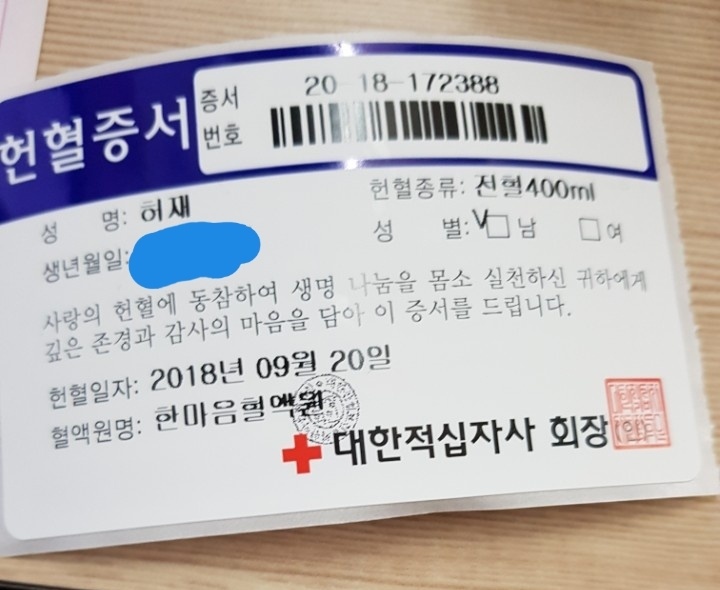 헌혈증서
증서번호 20-18-172388
헌혈종류: 전혈400ml
성 명: 허재
성 별: V□남 □여
생년월일:
사랑의 헌혈에 동참하여 생명 나눔을 몸소 실천하신 귀하에게
깊은 존경과 감사의 마음을 담아 이 증서를 드립니다.
헌혈일자: 2018년 09월 20일
혈액원명: 한마음혈액원
대한적십자사 회장 (인)